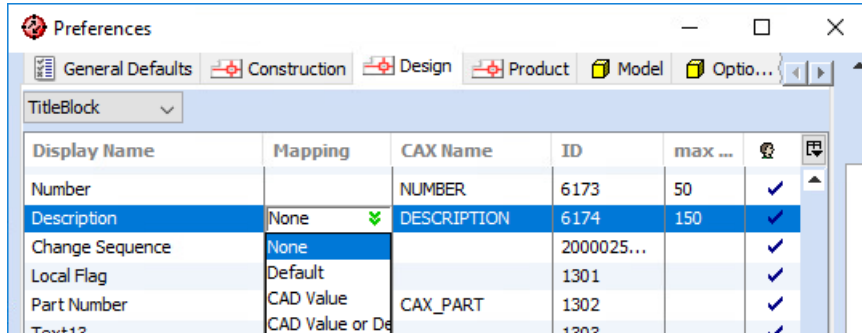 Preferences
General Defaults Construction Design Product Model Optio...
TitleBlock
Display Name Mapping CAX Name ID max ...
Number NUMBER 6173 50
Description None DESCRIPTION 6174 150
Change Sequence None 2000025...
Local Flag Default 1301
Part Number CAD Value CAX_PART 1302
Text13 CAD Value or De 1303